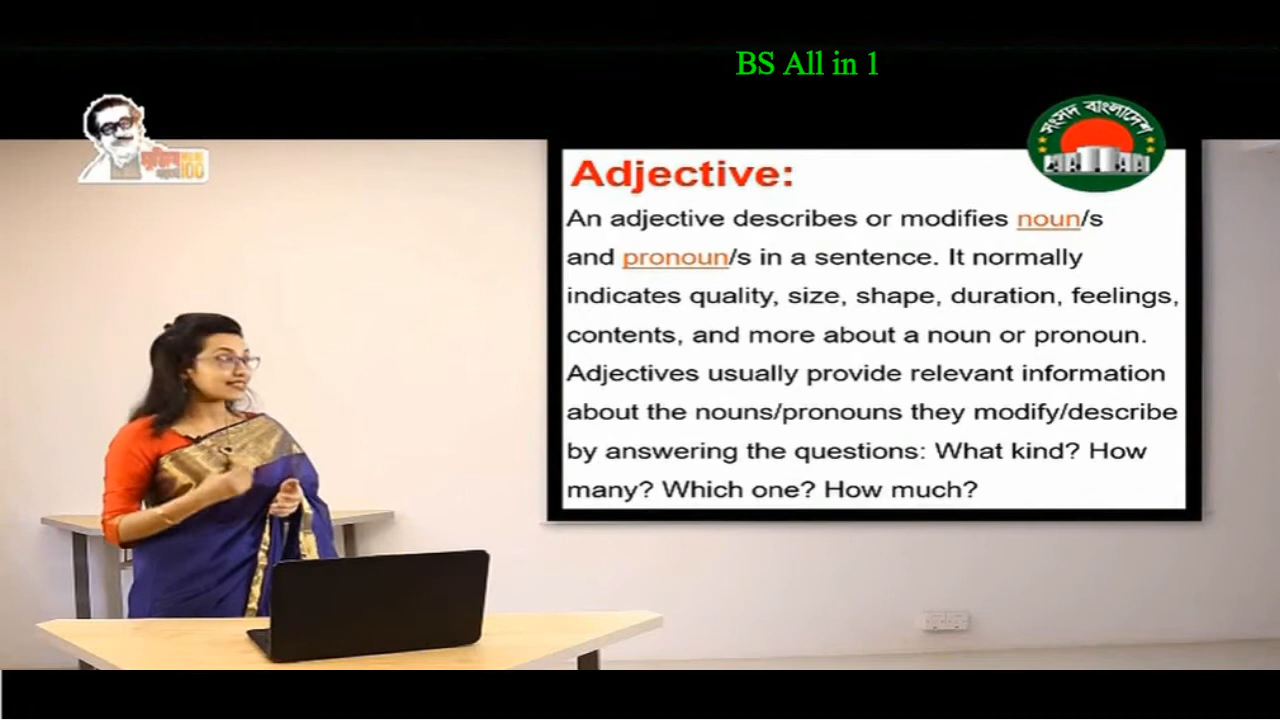 BS All in 1
সংসদ বাংলাদেশ
মুজিব
100
Adjective:
An adjective describes or modifies noun/s
and pronoun/s in a sentence. It normally
indicates quality, size, shape, duration, feelings,
contents, and more about a noun or pronoun.
Adjectives usually provide relevant information
about the nouns/pronouns they modify/describe
by answering the questions: What kind? How
many? Which one? How much?